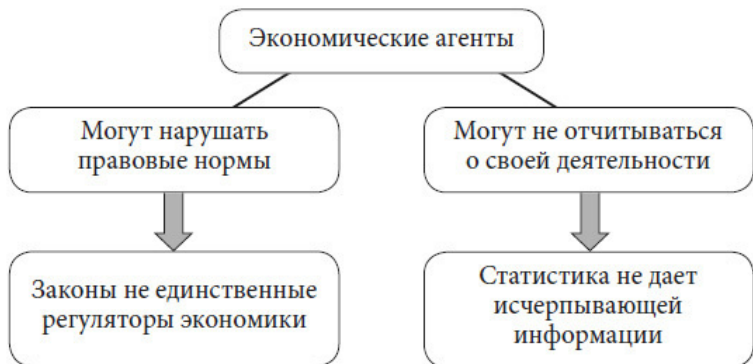 Экономические агенты
Могут нарушать
правовые нормы
Могут не отчитываться
о своей деятельности
Законы не единственные
регуляторы экономики
Статистика не дает
исчерпывающей
информации